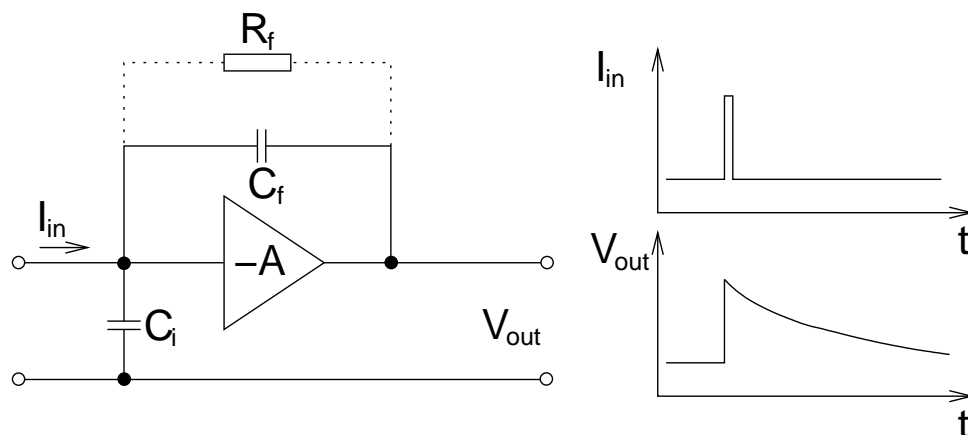 R_f
C_f
I_in
–A
C_i
V_out
I_in
t
V_out
t